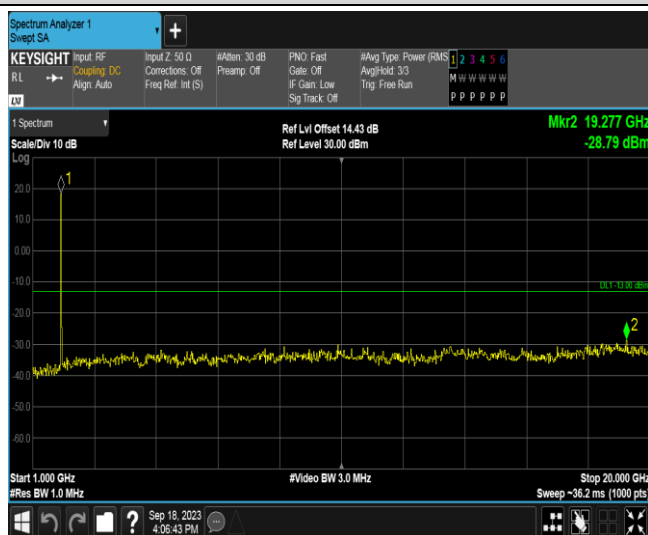 Spectrum Analyzer 1
Swept SA
+
KEYSIGHT
RL
LXI
Input: RF
Coupling: DC
Align: Auto
Input Z: 50 Ω
Corrections: Off
Freq Ref: Int (S)
#Atten: 30 dB
Preamp: Off
PNO: Fast
Gate: Off
IF Gain: Low
Sig Track: Off
#Avg Type: Power (RMS
Avg|Hold: 3/3
Trig: Free Run
1 2 3 4 5 6
M W W W W W
P P P P P P
1 Spectrum
Scale/Div 10 dB
Log
Ref Lvl Offset 14.43 dB
Ref Level 30.00 dBm
Mkr2 19.277 GHz
-28.79 dBm
1
20.0
10.0
0.00
-10.0
DL1 -13.00 dBm
2
-20.0
-30.0
-40.0
-50.0
-60.0
Start 1.000 GHz
#Res BW 1.0 MHz
#Video BW 3.0 MHz
Stop 20.000 GHz
Sweep ~36.2 ms (1000 pts)
?
Sep 18, 2023
4:06:43 PM